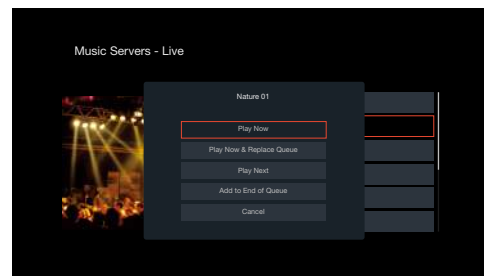 Music Servers - Live
Nature 01
Play Now
Play Now & Replace Queue
Play Next
Add to End of Queue
Cancel